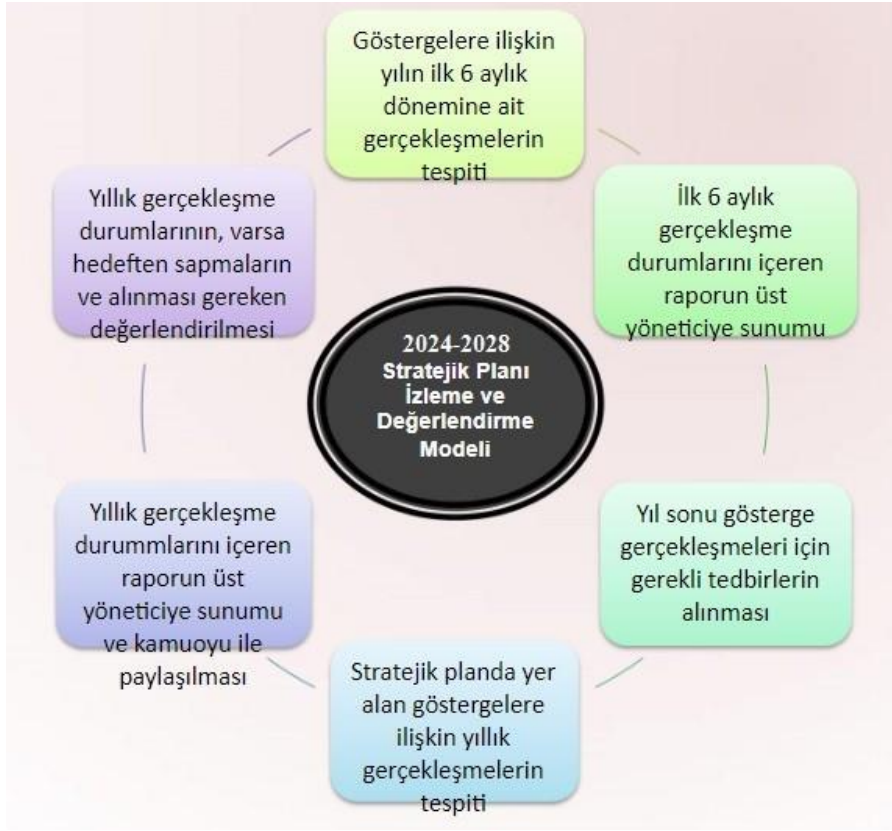 Göstergelere ilişkin
yılın ilk 6 aylık
dönemine ait
gerçekleşmelerin
tespiti
İlk 6 aylık
gerçekleşme
durumlarını içeren
raporun üst
yöneticiye sunumu
Yıl sonu gösterge
gerçekleşmeleri için
gerekli tedbirlerin
alınması
Stratejik planda yer
alan göstergelere
ilişkin yıllık
gerçekleşmelerin
tespiti
Yıllık gerçekleşme
durummlarını içeren
raporun üst
yöneticiye sunumu
ve kamuoyu ile
paylaşılması
Yıllık gerçekleşme
durumlarının, varsa
hedeften sapmaların
ve alınması gereken
değerlendirilmesi
2024-2028
Stratejik Planı
İzleme ve
Değerlendirme
Modeli